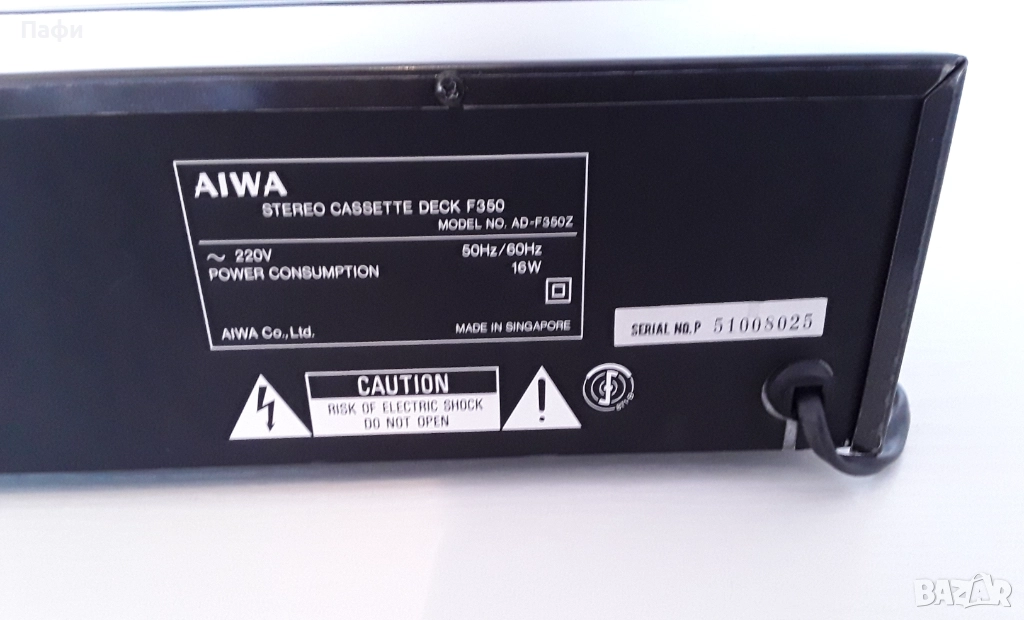 Пафи
AIWA
STEREO CASSETTE DECK F350
MODEL NO. AD-F350Z
~ 220V 50Hz/60Hz
POWER CONSUMPTION 16W
AIWA Co., Ltd. MADE IN SINGAPORE
SERIAL NO. P 51008025
CAUTION
RISK OF ELECTRIC SHOCK
DO NOT OPEN
BAZAR